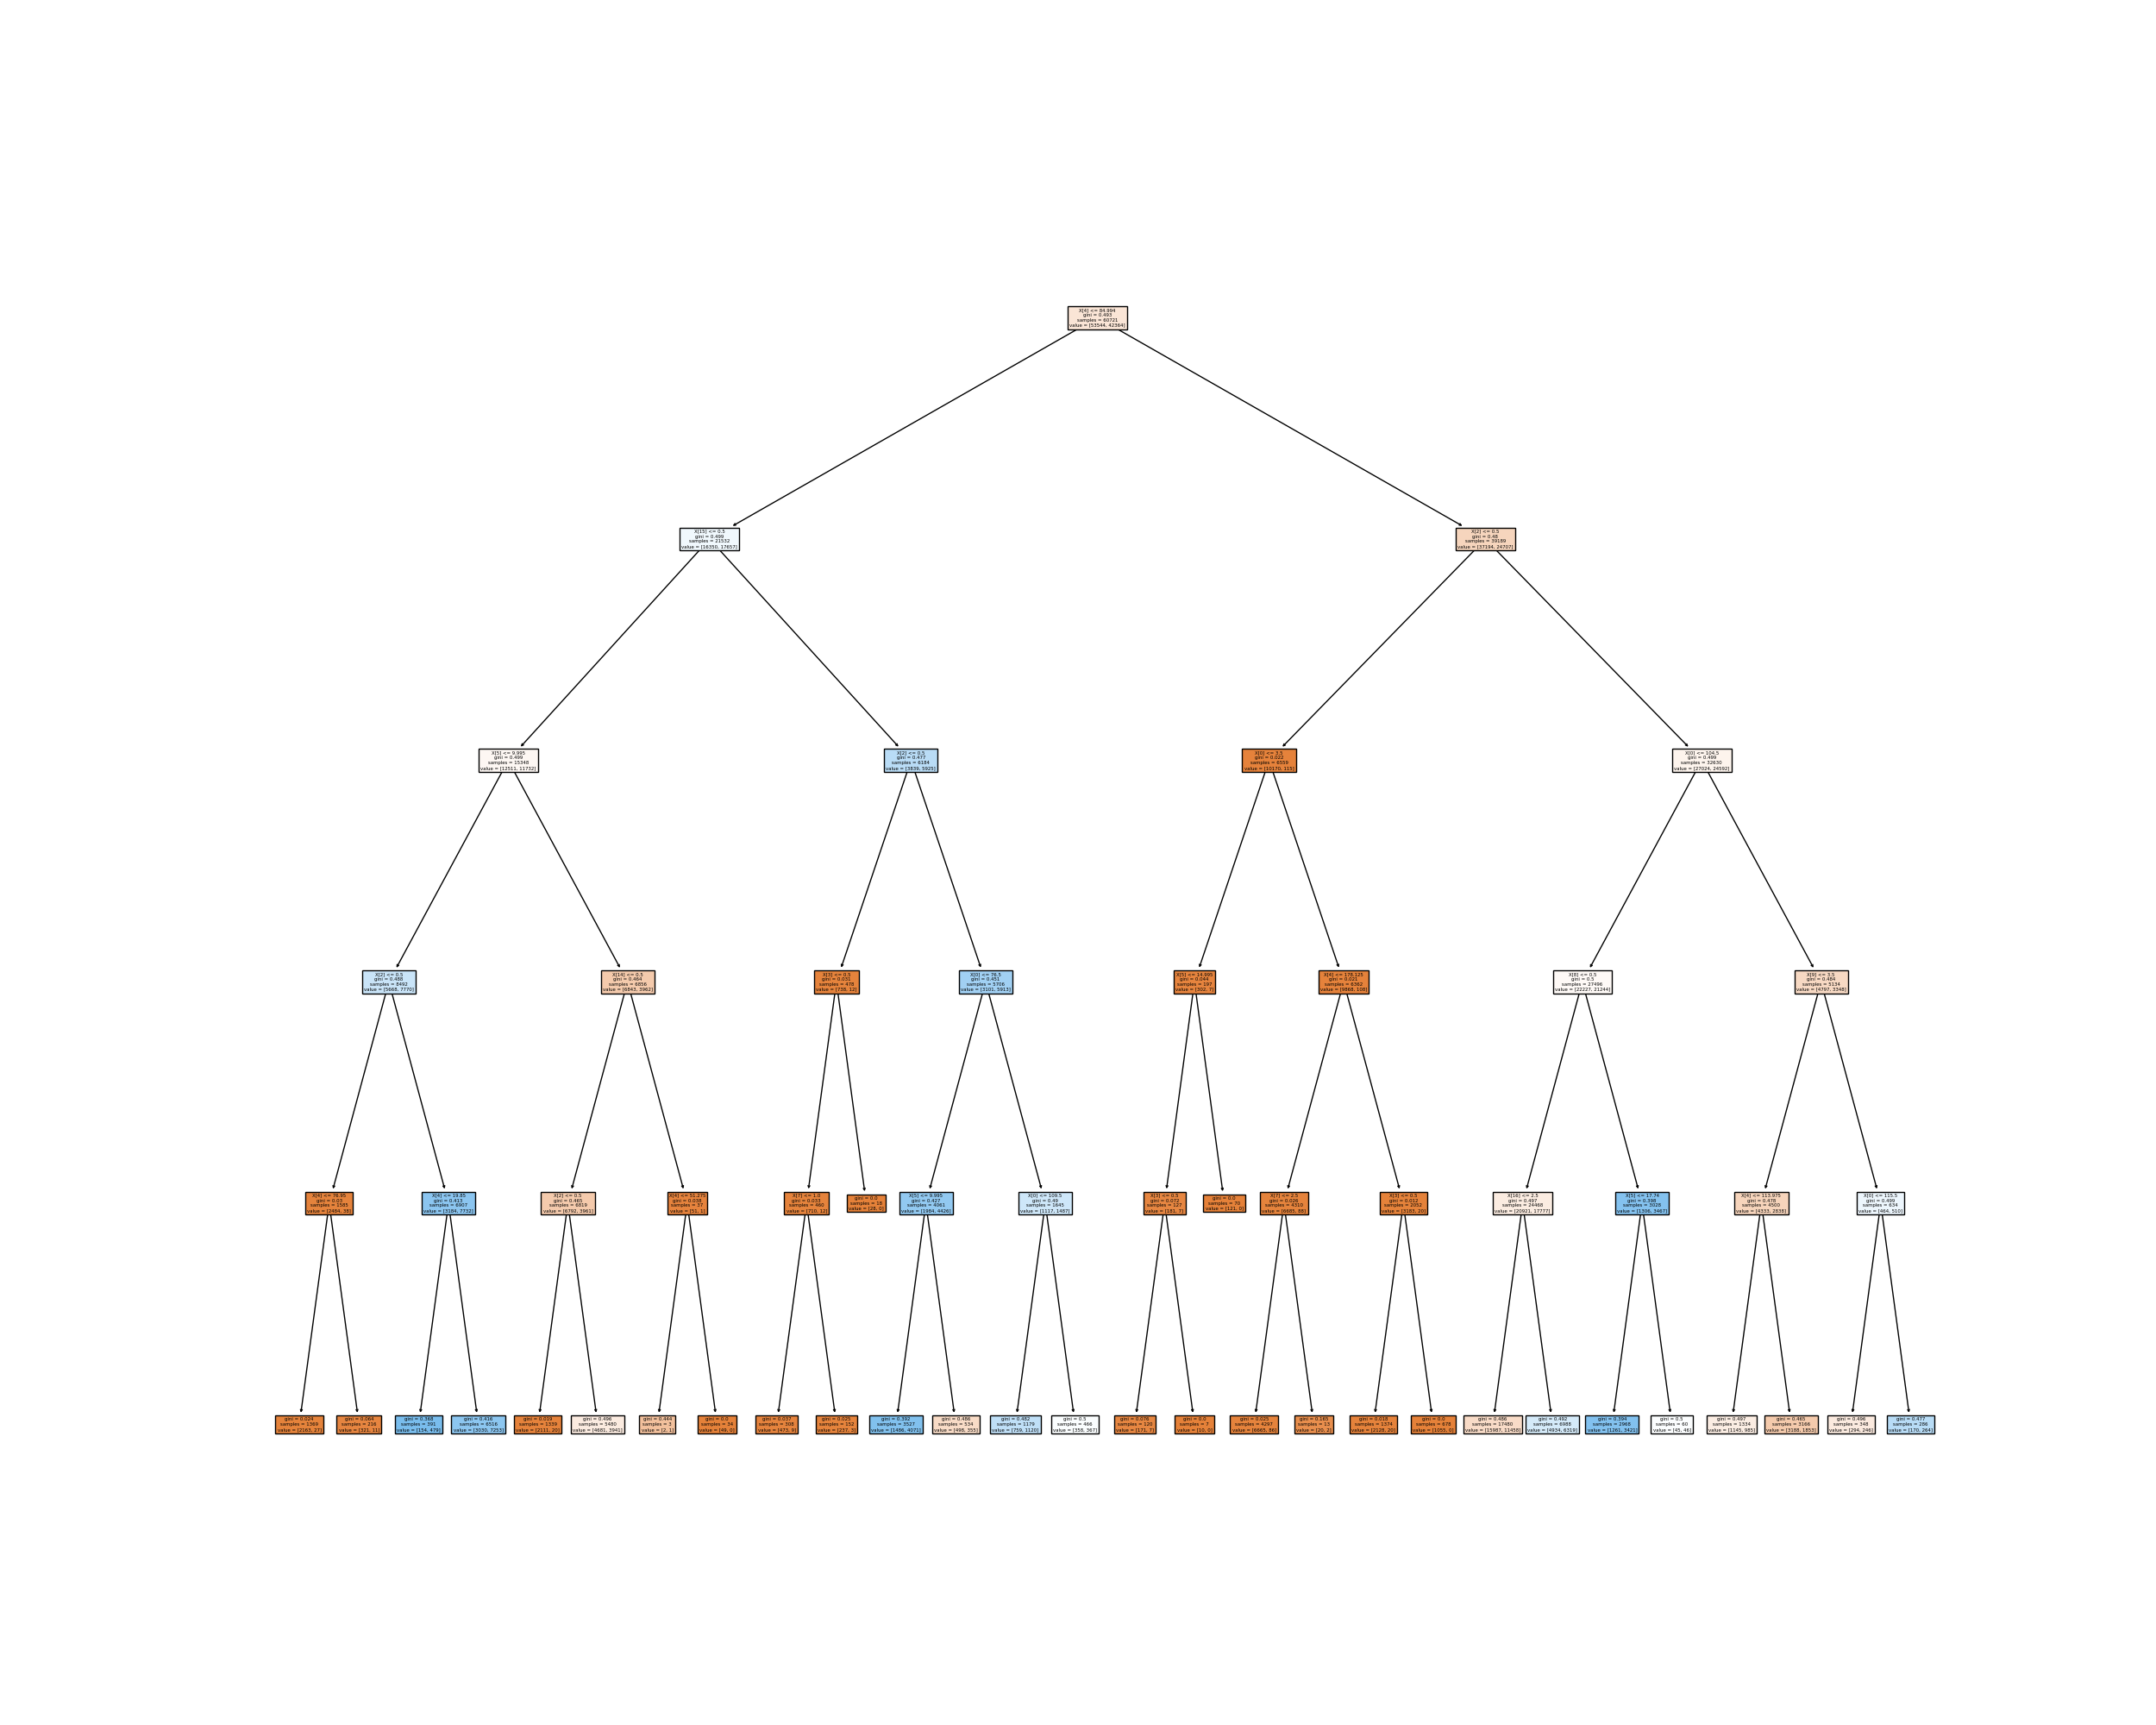 X[4] <= 84.994
gini = 0.493
samples = 60721
value = [53544, 42364]
X[15] <= 0.5
gini = 0.499
samples = 21532
value = [16350, 17657]
X[2] <= 0.5
gini = 0.48
samples = 39189
value = [37194, 24707]
X[5] <= 9.995
gini = 0.499
samples = 15348
value = [12511, 11732]
X[2] <= 0.5
gini = 0.477
samples = 6184
value = [3839, 5925]
X[0] <= 3.5
gini = 0.022
samples = 6559
value = [10170, 115]
X[0] <= 104.5
gini = 0.499
samples = 32630
value = [27024, 24592]
X[2] <= 0.5
gini = 0.488
samples = 8492
value = [5668, 7770]
X[14] <= 0.5
gini = 0.464
samples = 6856
value = [6843, 3962]
X[3] <= 0.5
gini = 0.031
samples = 478
value = [738, 12]
X[0] <= 76.5
gini = 0.451
samples = 5706
value = [3101, 5913]
X[5] <= 14.995
gini = 0.044
samples = 197
value = [302, 7]
X[4] <= 178.125
gini = 0.021
samples = 6362
value = [9868, 108]
X[8] <= 0.5
gini = 0.5
samples = 27496
value = [22227, 21244]
X[9] <= 3.5
gini = 0.484
samples = 5134
value = [4797, 3348]
X[4] <= 76.95
gini = 0.03
samples = 1585
value = [2484, 38]
X[4] <= 19.85
gini = 0.413
samples = 6907
value = [3184, 7732]
X[2] <= 0.5
gini = 0.465
samples = 6819
value = [6792, 3961]
X[4] <= 51.275
gini = 0.038
samples = 37
value = [51, 1]
X[7] <= 1.0
gini = 0.033
samples = 460
value = [710, 12]
gini = 0.0
samples = 18
value = [28, 0]
X[5] <= 9.995
gini = 0.427
samples = 4061
value = [1984, 4426]
X[0] <= 109.5
gini = 0.49
samples = 1645
value = [1117, 1487]
X[3] <= 0.5
gini = 0.072
samples = 127
value = [181, 7]
gini = 0.0
samples = 70
value = [121, 0]
X[7] <= 2.5
gini = 0.026
samples = 4310
value = [6685, 88]
X[3] <= 0.5
gini = 0.012
samples = 2052
value = [3183, 20]
X[16] <= 2.5
gini = 0.497
samples = 24468
value = [20921, 17777]
X[5] <= 17.74
gini = 0.398
samples = 3028
value = [1306, 3467]
X[4] <= 113.975
gini = 0.478
samples = 4500
value = [4333, 2838]
X[0] <= 115.5
gini = 0.499
samples = 634
value = [464, 510]
gini = 0.024
samples = 1369
value = [2163, 27]
gini = 0.064
samples = 216
value = [321, 11]
gini = 0.368
samples = 391
value = [154, 479]
gini = 0.416
samples = 6516
value = [3030, 7253]
gini = 0.019
samples = 1339
value = [2111, 20]
gini = 0.496
samples = 5480
value = [4681, 3941]
gini = 0.444
samples = 3
value = [2, 1]
gini = 0.0
samples = 34
value = [49, 0]
gini = 0.037
samples = 308
value = [473, 9]
gini = 0.025
samples = 152
value = [237, 3]
gini = 0.392
samples = 3527
value = [1486, 4071]
gini = 0.486
samples = 534
value = [498, 355]
gini = 0.482
samples = 1179
value = [759, 1120]
gini = 0.5
samples = 466
value = [358, 367]
gini = 0.076
samples = 120
value = [171, 7]
gini = 0.0
samples = 7
value = [10, 0]
gini = 0.025
samples = 4297
value = [6665, 86]
gini = 0.165
samples = 13
value = [20, 2]
gini = 0.018
samples = 1374
value = [2128, 20]
gini = 0.0
samples = 678
value = [1055, 0]
gini = 0.486
samples = 17480
value = [15987, 11458]
gini = 0.492
samples = 6988
value = [4934, 6319]
gini = 0.394
samples = 2968
value = [1261, 3421]
gini = 0.5
samples = 60
value = [45, 46]
gini = 0.497
samples = 1334
value = [1145, 985]
gini = 0.465
samples = 3166
value = [3188, 1853]
gini = 0.496
samples = 348
value = [294, 246]
gini = 0.477
samples = 286
value = [170, 264]